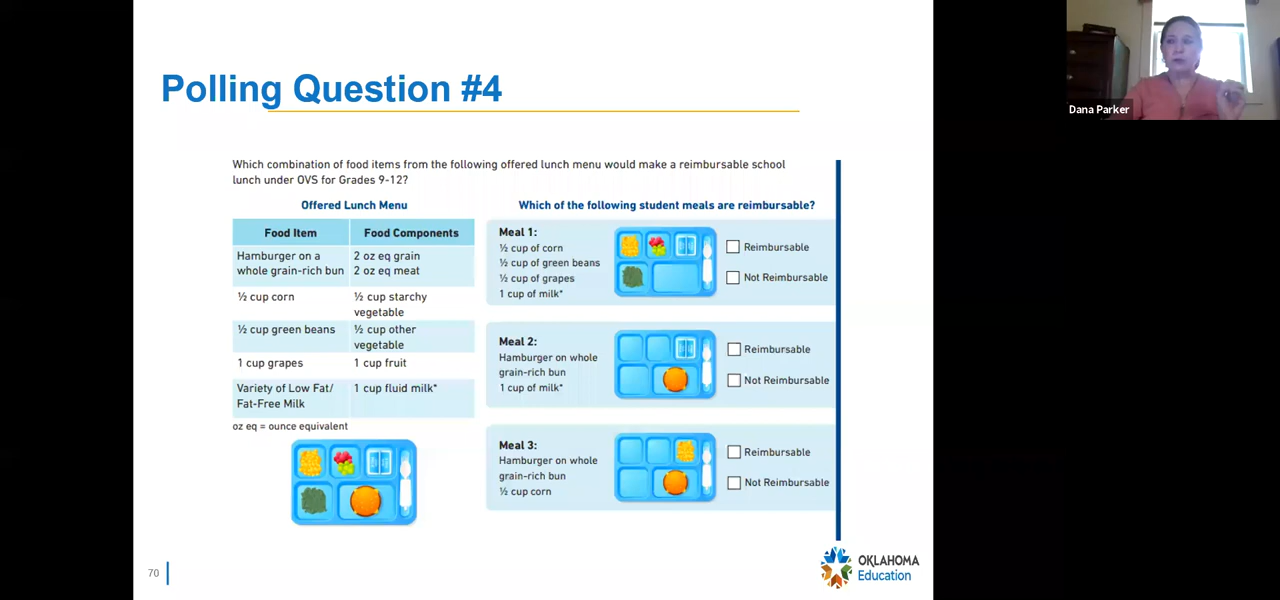 Polling Question #4
Dana Parker
Which combination of food items from the following offered lunch menu would make a reimbursable school
lunch under OVS for Grades 9-12?
Offered Lunch Menu
Food Item
Food Components
Hamburger on a
whole grain-rich bun
2 oz eq grain
2 oz eq meat
½ cup corn
½ cup starchy
vegetable
½ cup green beans
½ cup other
vegetable
1 cup grapes
1 cup fruit
Variety of Low Fat/
Fat-Free Milk
1 cup fluid milk*
oz eq = ounce equivalent
Which of the following student meals are reimbursable?
Meal 1:
½ cup of corn
½ cup of green beans
½ cup of grapes
1 cup of milk*
Reimbursable
Not Reimbursable
Meal 2:
Hamburger on whole
grain-rich bun
1 cup of milk*
Reimbursable
Not Reimbursable
Meal 3:
Hamburger on whole
grain-rich bun
½ cup corn
Reimbursable
Not Reimbursable
70
OKLAHOMA
Education